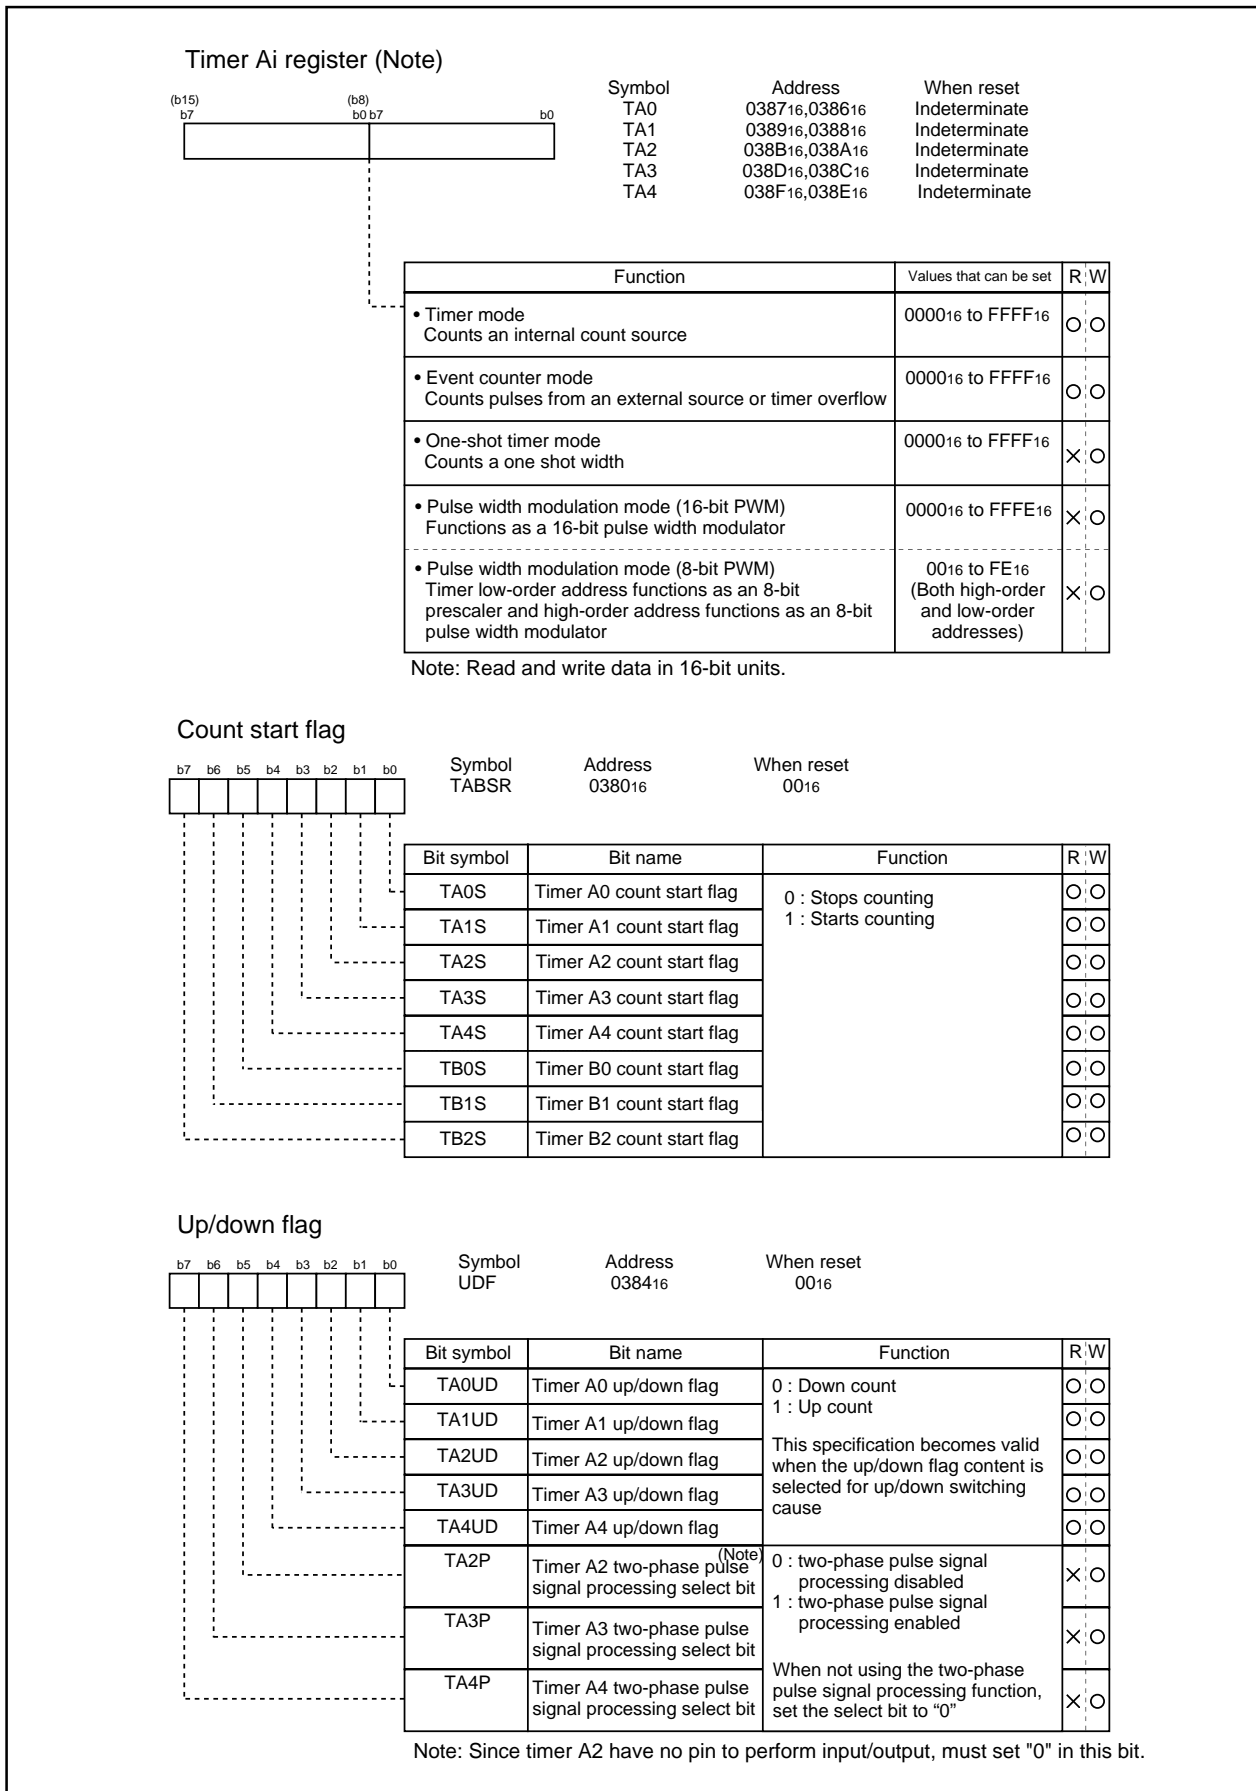 Timer Ai register (Note)
(b15) (b8)
b7 b0 b7 b0
Symbol Address When reset
TA0 038716,038616 Indeterminate
TA1 038916,038816 Indeterminate
TA2 038B16,038A16 Indeterminate
TA3 038D16,038C16 Indeterminate
TA4 038F16,038E16 Indeterminate
Function Values that can be set R W
• Timer mode 000016 to FFFF16
Counts an internal count source
• Event counter mode 000016 to FFFF16
Counts pulses from an external source or timer overflow
• One-shot timer mode 000016 to FFFF16
Counts a one shot width
• Pulse width modulation mode (16-bit PWM) 000016 to FFFE16
Functions as a 16-bit pulse width modulator
• Pulse width modulation mode (8-bit PWM) 0016 to FE16
Timer low-order address functions as an 8-bit (Both high-order
prescaler and high-order address functions as an 8-bit and low-order
pulse width modulator addresses)
Note: Read and write data in 16-bit units.
Count start flag
b7 b6 b5 b4 b3 b2 b1 b0
Symbol Address When reset
TABSR 038016 0016
Bit symbol Bit name Function R W
TA0S Timer A0 count start flag 0 : Stops counting
TA1S Timer A1 count start flag 1 : Starts counting
TA2S Timer A2 count start flag
TA3S Timer A3 count start flag
TA4S Timer A4 count start flag
TB0S Timer B0 count start flag
TB1S Timer B1 count start flag
TB2S Timer B2 count start flag
Up/down flag
b7 b6 b5 b4 b3 b2 b1 b0
Symbol Address When reset
UDF 038416 0016
Bit symbol Bit name Function R W
TA0UD Timer A0 up/down flag 0 : Down count
TA1UD Timer A1 up/down flag 1 : Up count
TA2UD Timer A2 up/down flag This specification becomes valid
when the up/down flag content is
TA3UD Timer A3 up/down flag selected for up/down switching
cause
TA4UD Timer A4 up/down flag
TA2P Timer A2 two-phase pulse (Note) 0 : two-phase pulse signal
signal processing select bit processing disabled
1 : two-phase pulse signal
TA3P Timer A3 two-phase pulse processing enabled
signal processing select bit
When not using the two-phase
TA4P Timer A4 two-phase pulse pulse signal processing function,
signal processing select bit set the select bit to “0”
Note: Since timer A2 have no pin to perform input/output, must set "0" in this bit.